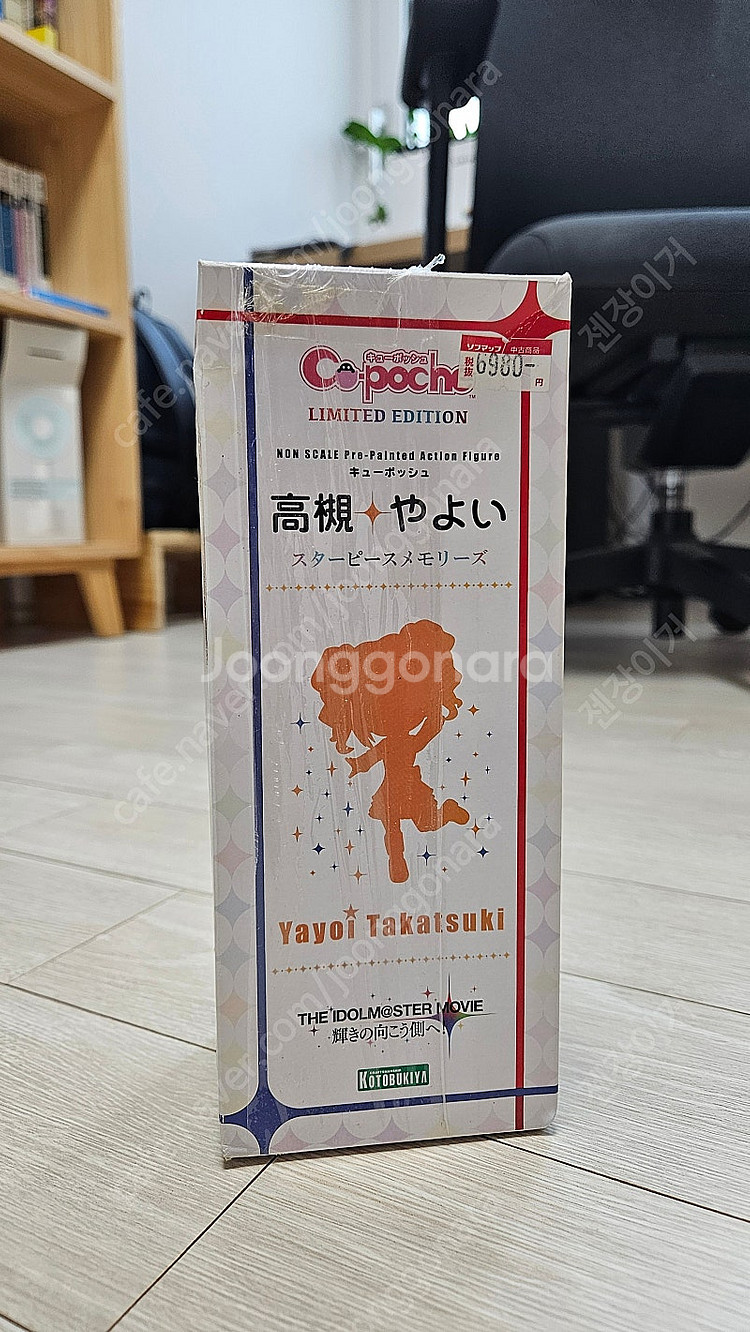 ソフマップ 中古商品
税抜 6980- 円
キューポッシュ
Cu-poche™
LIMITED EDITION
NON SCALE Pre-Painted Action Figure
キューポッシュ
高槻 やよい
スターピースメモリーズ
Joonggonara
Yayoi Takatsuki
THE IDOLM@STER MOVIE
輝きの向こう側へ!
KOTOBUKIYA
cafe.naver.com/joonggonara
젠장이거